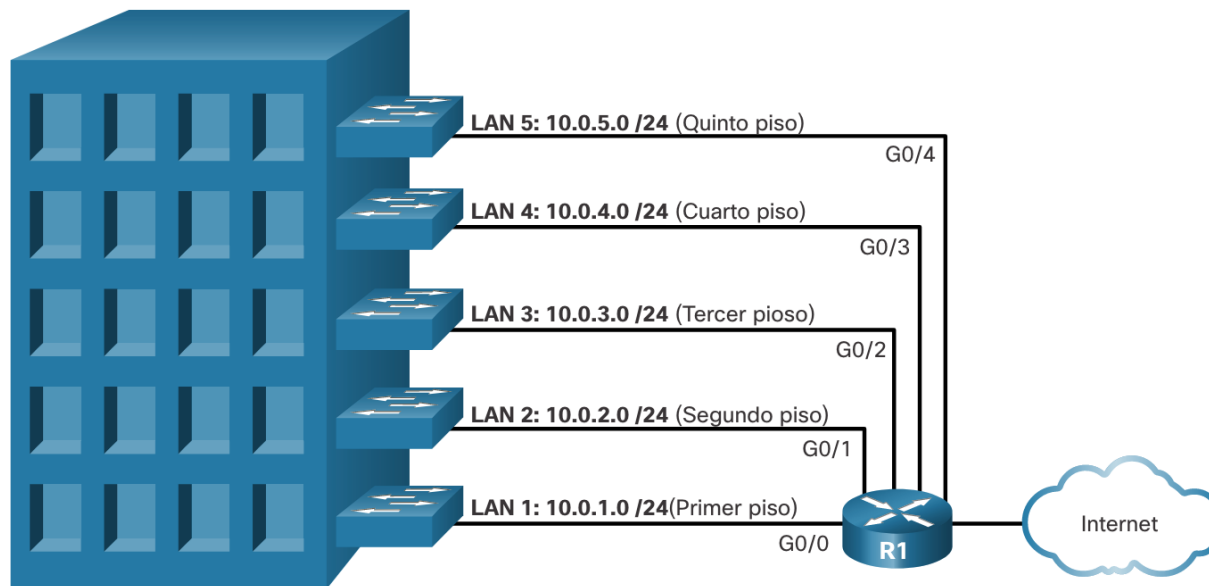 LAN 5: 10.0.5.0 /24 (Quinto piso)
G0/4
LAN 4: 10.0.4.0 /24 (Cuarto piso)
G0/3
LAN 3: 10.0.3.0 /24 (Tercer pioso)
G0/2
LAN 2: 10.0.2.0 /24 (Segundo piso)
G0/1
LAN 1: 10.0.1.0 /24(Primer piso)
G0/0
R1
Internet